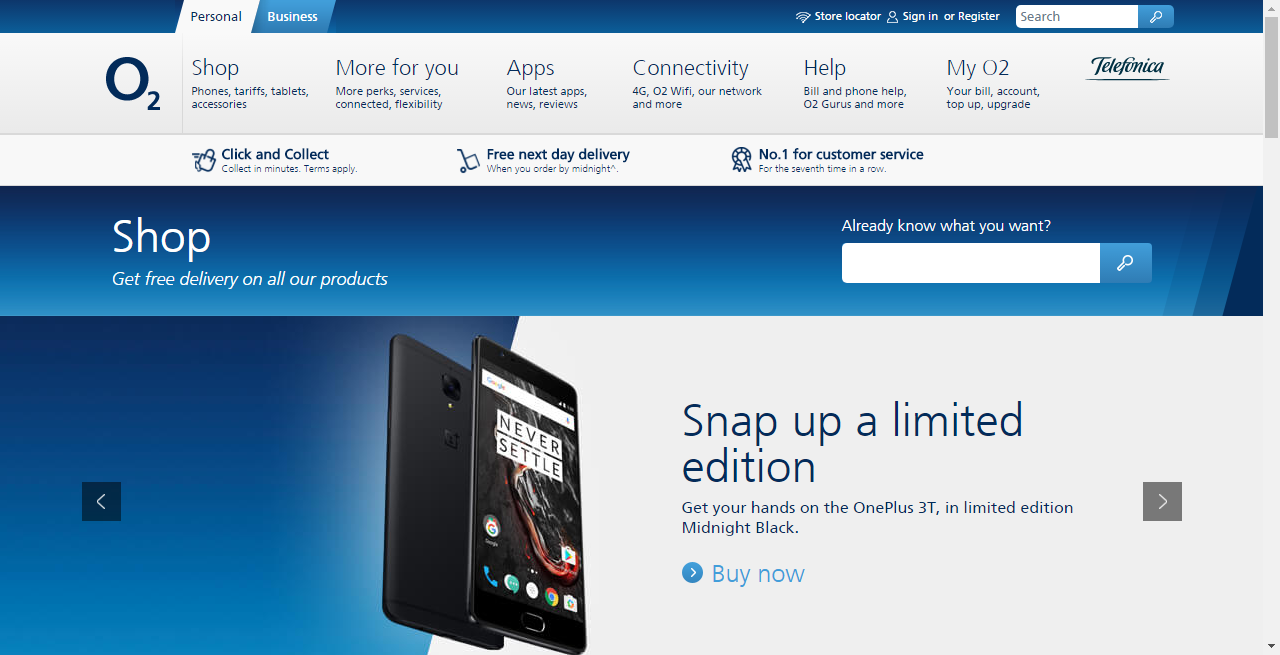 Personal
Business
Store locator
Sign in or Register
Search
O2
Shop
Phones, tariffs, tablets,
accessories
More for you
More perks, services,
connected, flexibility
Apps
Our latest apps,
news, reviews
Connectivity
4G, O2 Wifi, our network
and more
Help
Bill and phone help,
O2 Gurus and more
My O2
Your bill, account,
top up, upgrade
Telefónica
Click and Collect
Collect in minutes. Terms apply.
Free next day delivery
When you order by midnight^.
No.1 for customer service
For the seventh time in a row.
Shop
Get free delivery on all our products
Already know what you want?
Google
NEVER
SETTLE
Google
Snap up a limited
edition
Get your hands on the OnePlus 3T, in limited edition
Midnight Black.
Buy now